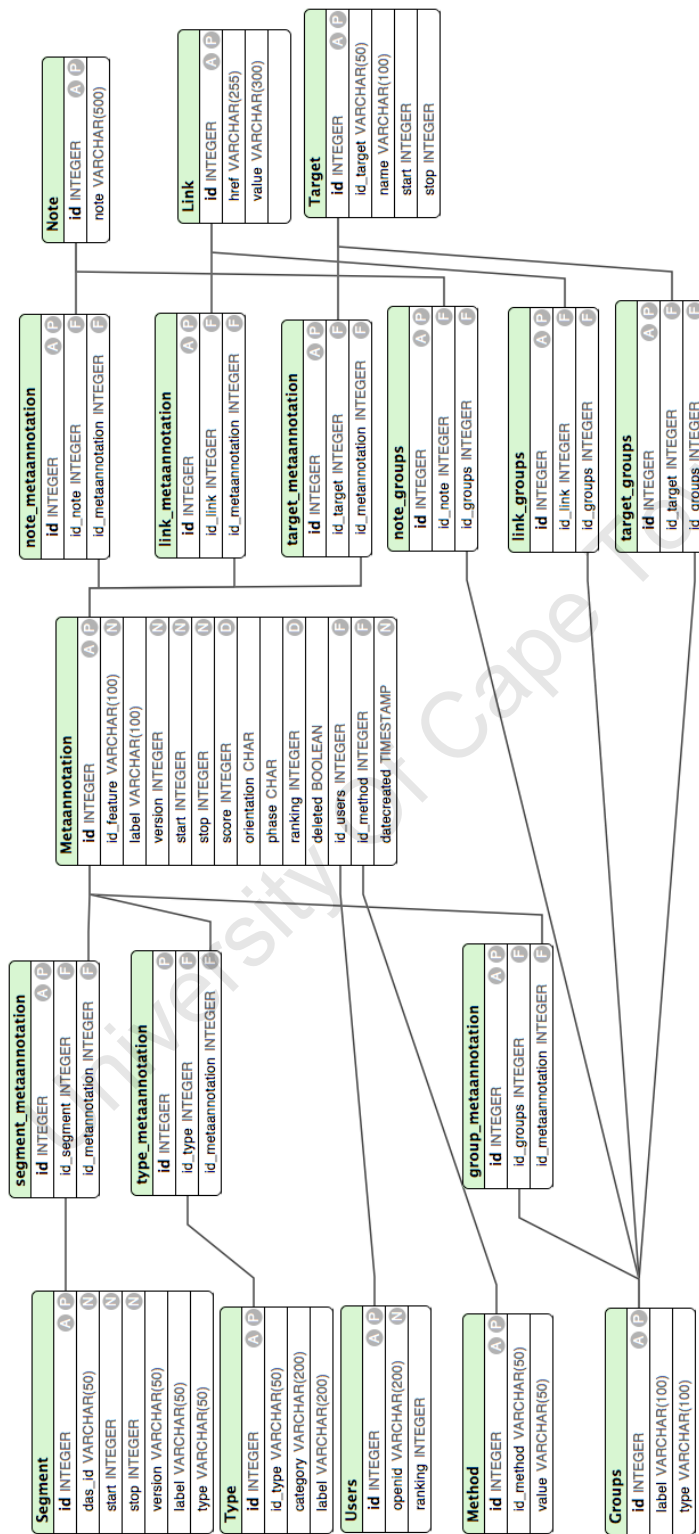 Segment
id INTEGER A P
das_id VARCHAR(50) N
start INTEGER N
stop INTEGER N
version VARCHAR(50)
label VARCHAR(50)
type VARCHAR(50)
Type
id INTEGER A P
id_type VARCHAR(50)
category VARCHAR(200)
label VARCHAR(200)
Users
id INTEGER A P
openid VARCHAR(200) N
ranking INTEGER
Method
id INTEGER A P
id_method VARCHAR(50)
value VARCHAR(50)
Groups
id INTEGER A P
label VARCHAR(100)
type VARCHAR(100)
segment_metaannotation
id INTEGER A P
id_segment INTEGER F
id_metannotation INTEGER F
type_metaannotation
id INTEGER P
id_type INTEGER F
id_metaannotation INTEGER F
group_metaannotation
id INTEGER A P
id_groups INTEGER F
id_metaannotation INTEGER F
Metaannotation
id INTEGER A P
id_feature VARCHAR(100) N
label VARCHAR(100)
version INTEGER N
start INTEGER N
stop INTEGER N
score INTEGER D
orientation CHAR
phase CHAR
ranking INTEGER D
deleted BOOLEAN
id_users INTEGER F
id_method INTEGER F
datecreated TIMESTAMP N
note_metaannotation
id INTEGER A P
id_note INTEGER F
id_metaannotation INTEGER F
link_metaannotation
id INTEGER A P
id_link INTEGER F
id_metaannotation INTEGER F
target_metaannotation
id INTEGER A P
id_target INTEGER F
id_metannotation INTEGER F
note_groups
id INTEGER A P
id_note INTEGER F
id_groups INTEGER F
link_groups
id INTEGER A P
id_link INTEGER F
id_groups INTEGER F
target_groups
id INTEGER A P
id_target INTEGER F
id_groups INTEGER F
Note
id INTEGER A P
note VARCHAR(500)
Link
id INTEGER A P
href VARCHAR(255)
value VARCHAR(300)
Target
id INTEGER A P
id_target VARCHAR(50)
name VARCHAR(100)
start INTEGER
stop INTEGER
University of Cape To